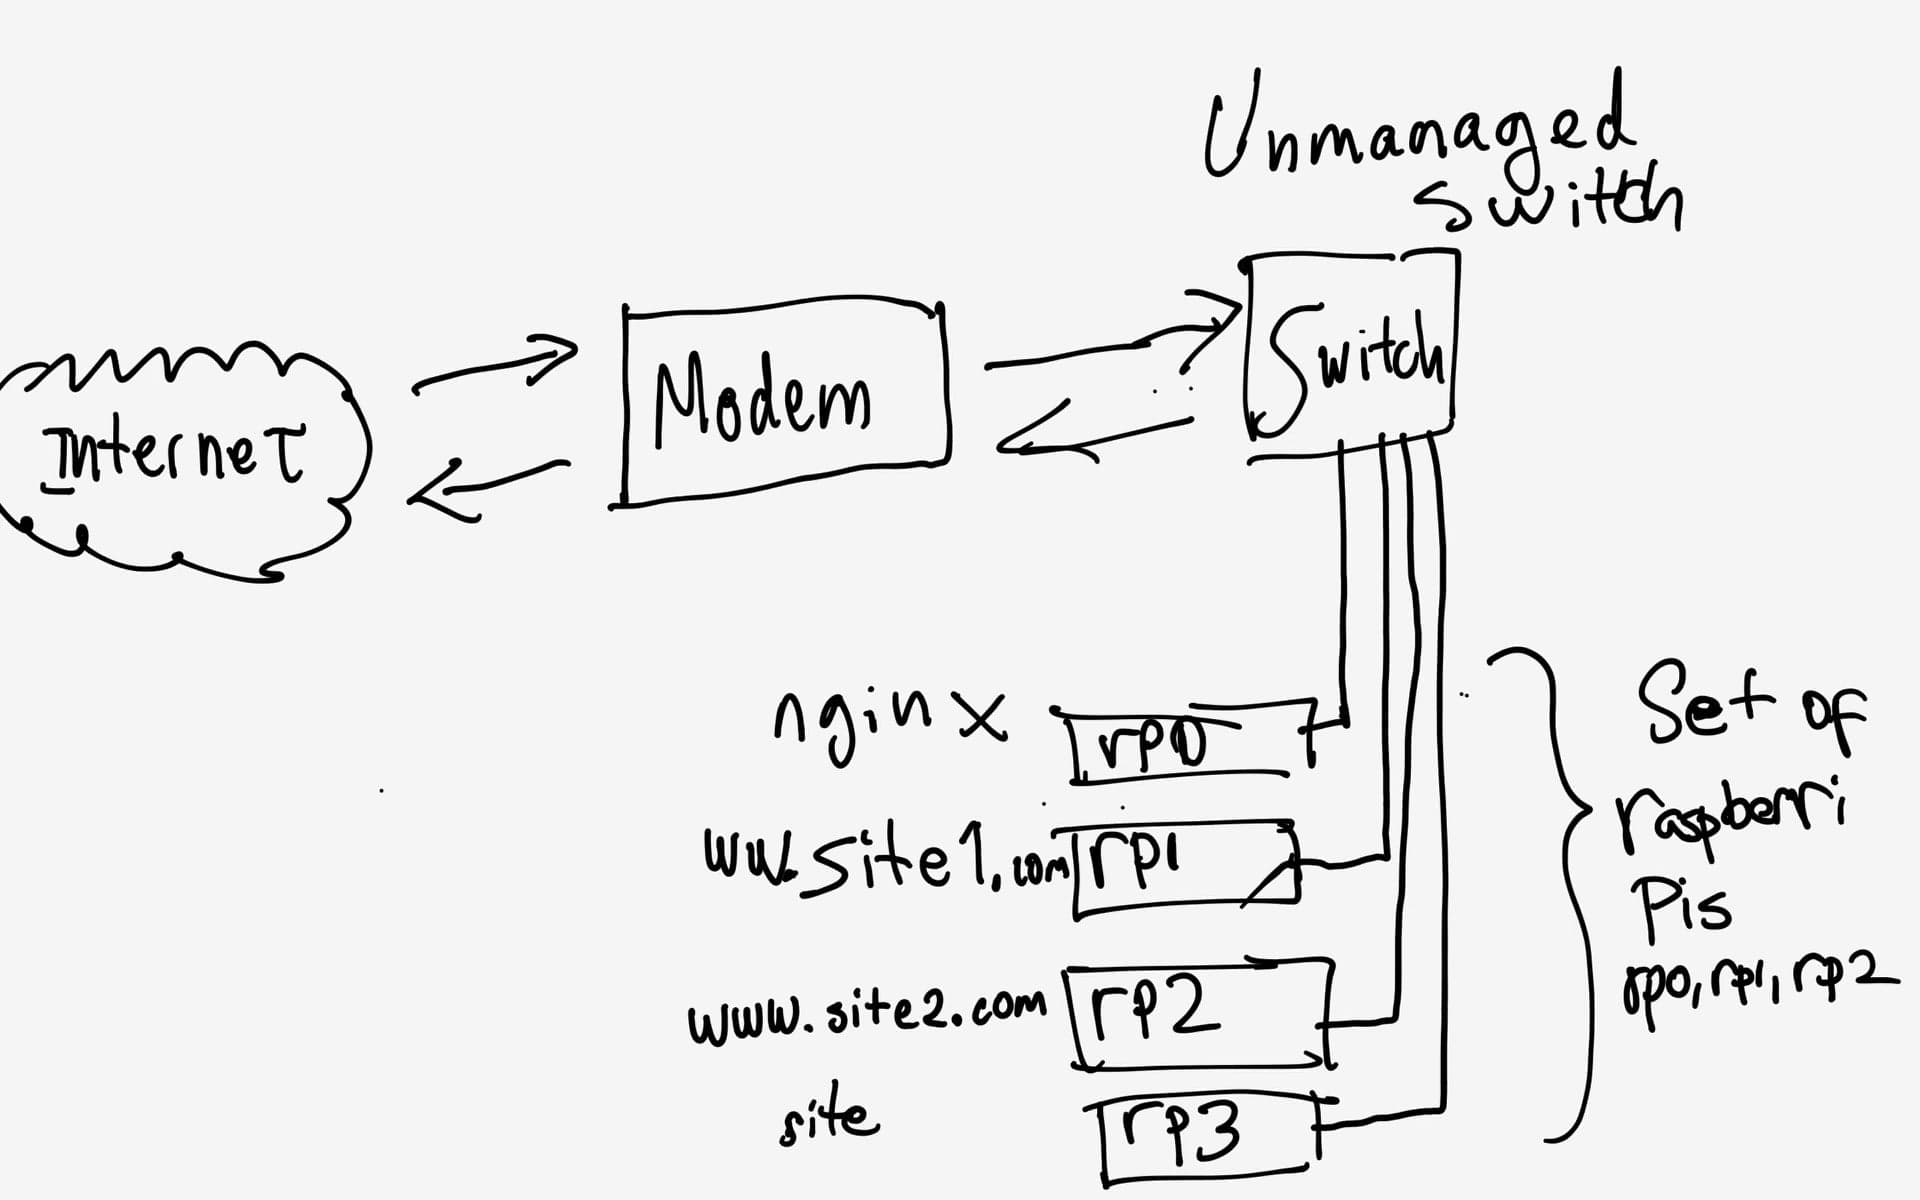 Unmanaged
switch
Internet
Modem
Switch
nginx
rp0
ww.site1.com
rp1
www.site2.com
rp2
site
rp3
Set of
raspberri
Pis
rp0, rp1, rp2